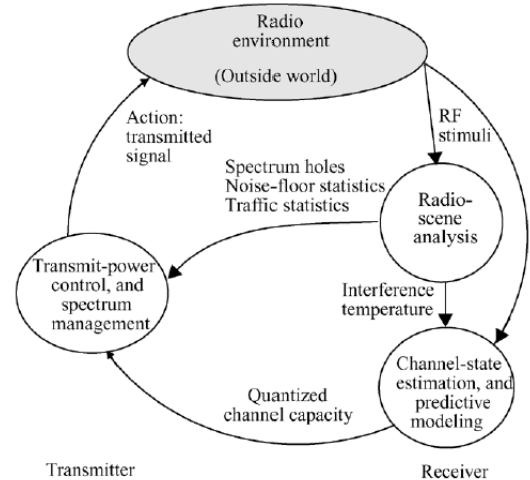 Radio
environment
(Outside world)
Action:
transmitted
signal
RF
stimuli
Spectrum holes
Noise-floor statistics
Traffic statistics
Radio-
scene
analysis
Transmit-power
control, and
spectrum
management
Interference
temperature
Channel-state
estimation, and
predictive
modeling
Quantized
channel capacity
Transmitter
Receiver